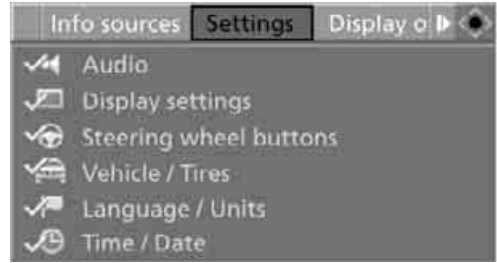 Info sources Settings Display o
Audio
Display settings
Steering wheel buttons
Vehicle / Tires
Language / Units
Time / Date